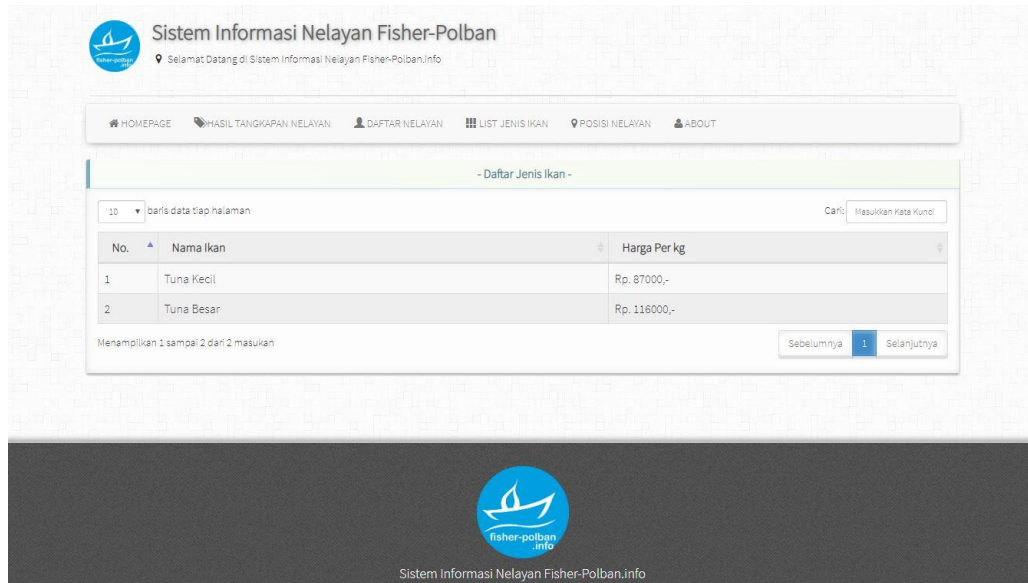 fisher-polban
.info
Sistem Informasi Nelayan Fisher-Polban
Selamat Datang di Sistem Informasi Nelayan Fisher-Polban.Info
HOMEPAGE HASIL TANGKAPAN NELAYAN DAFTAR NELAYAN LIST JENIS IKAN POSISI NELAYAN ABOUT
- Daftar Jenis Ikan -
10 baris data tiap halaman Cari: Masukkan Kata Kunci
No. Nama Ikan Harga Per kg
1 Tuna Kecil Rp. 87000,-
2 Tuna Besar Rp. 116000,-
Menampilkan 1 sampai 2 dari 2 masukan Sebelumnya 1 Selanjutnya
fisher-polban
.info
Sistem Informasi Nelayan Fisher-Polban.info